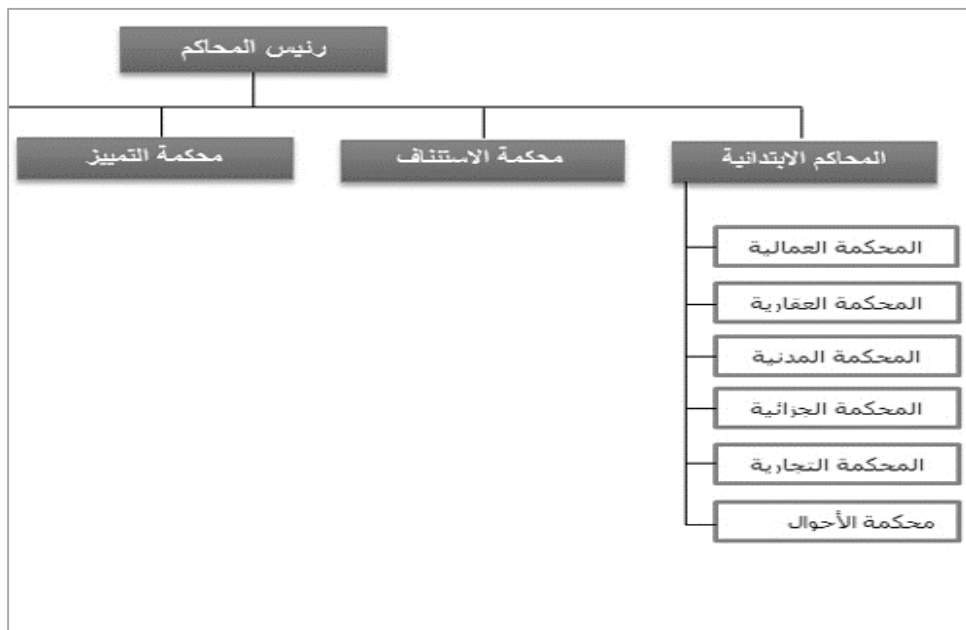 رئيس المحاكم
المحاكم الابتدائية
محكمة الاستئناف
محكمة التمييز
المحكمة العمالية
المحكمة العقارية
المحكمة المدنية
المحكمة الجزائية
المحكمة التجارية
محكمة الأحوال